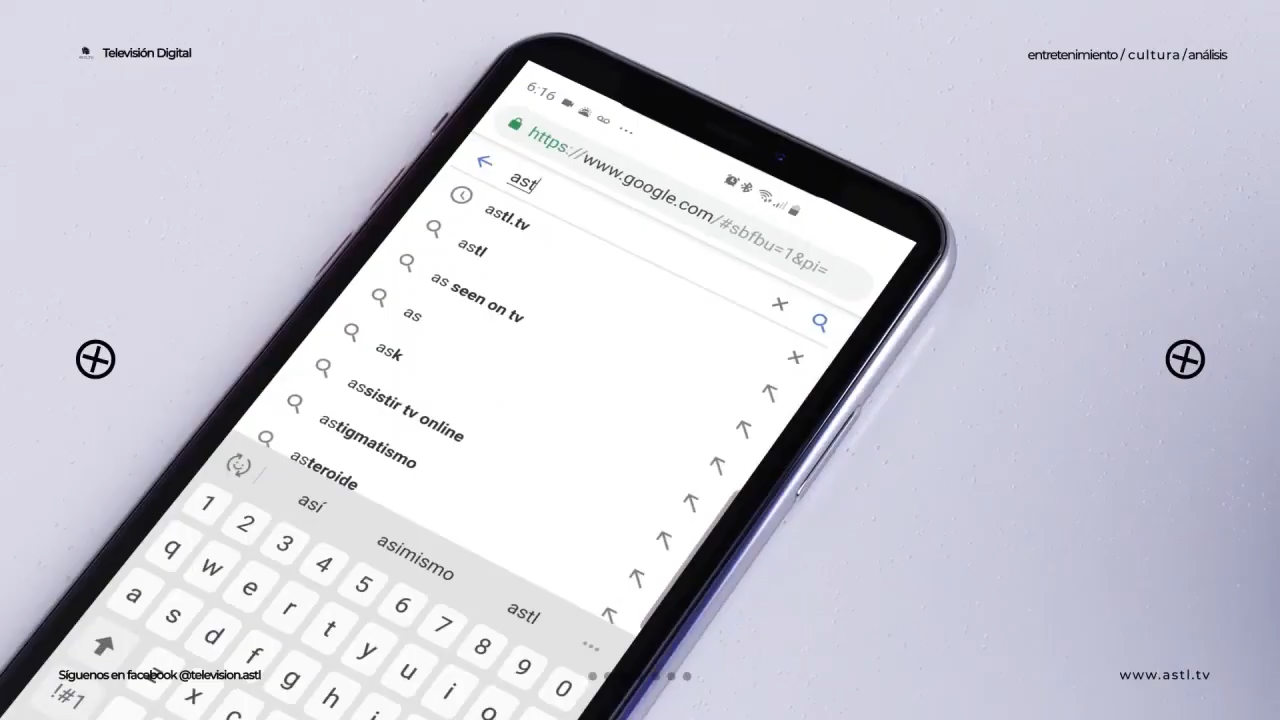 Televisión Digital
entretenimiento / cultura / análisis
6:16
https://www.google.com/#sbfbu=1&pi=
astl
astl.tv
astl
as seen on tv
as
ask
assistir tv online
astigmatismo
asteroide
así asimismo astl
1 2 3 4 5 6 7 8 9 0
q w e r t y u i o
a s d f g h
x c
!#1
Síguenos en facebook @television.astl
www.astl.tv